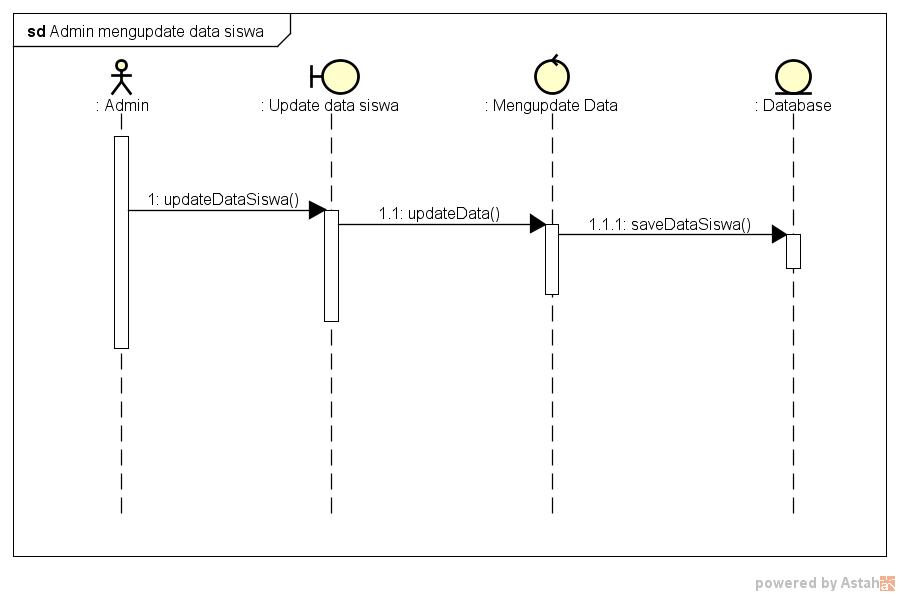 sd Admin mengupdate data siswa
: Admin
: Update data siswa
: Mengupdate Data
: Database
1: updateDataSiswa()
1.1: updateData()
1.1.1: saveDataSiswa()
powered by Astah